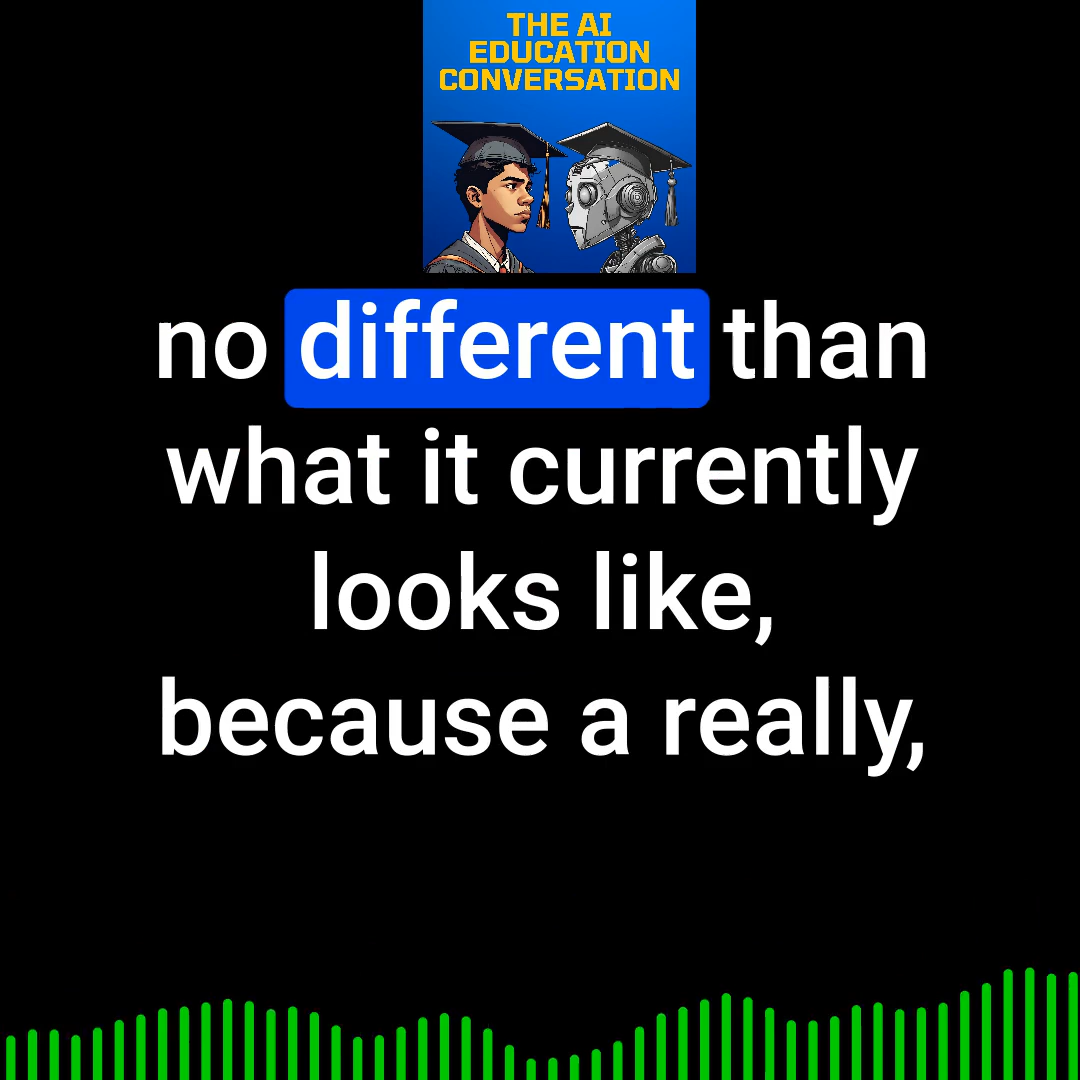 THE AI
EDUCATION
CONVERSATION
no different than
what it currently
looks like,
because a really,